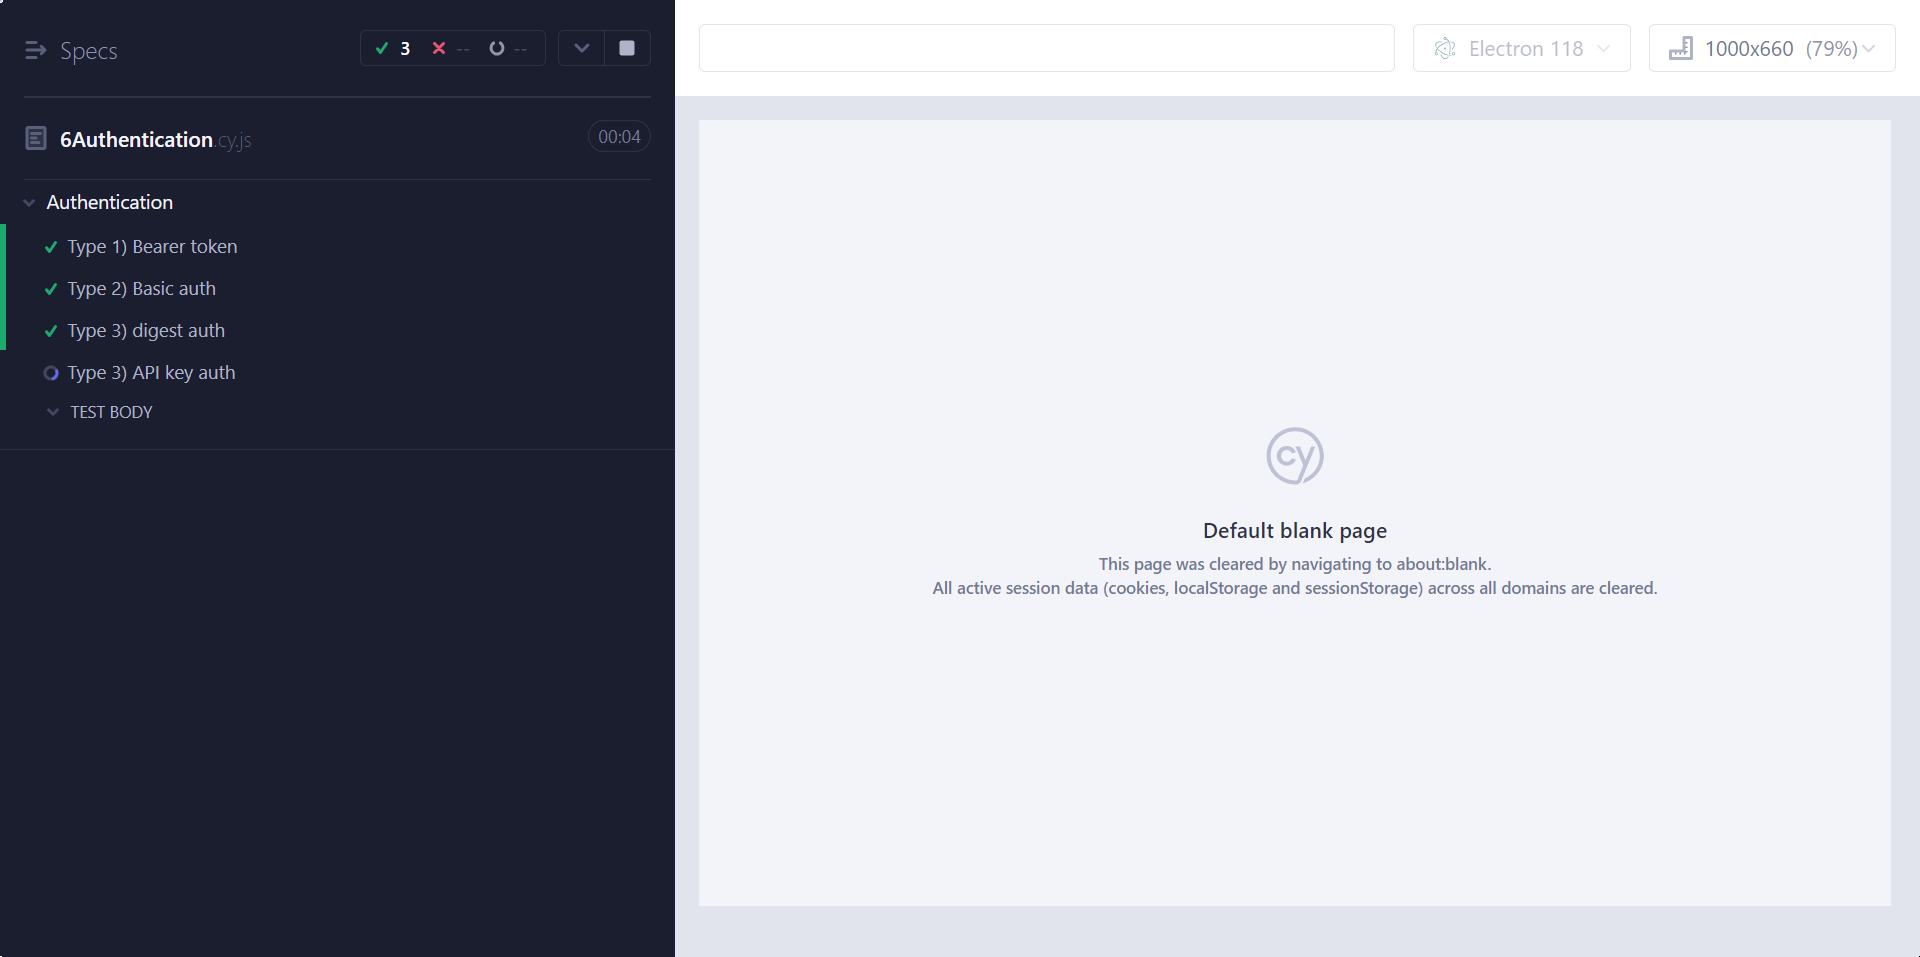 Specs
3 -- --
6Authentication.cy.js
00:04
Authentication
Type 1) Bearer token
Type 2) Basic auth
Type 3) digest auth
Type 3) API key auth
TEST BODY
Electron 118
1000x660 (79%)
cy
Default blank page
This page was cleared by navigating to about:blank.
All active session data (cookies, localStorage and sessionStorage) across all domains are cleared.